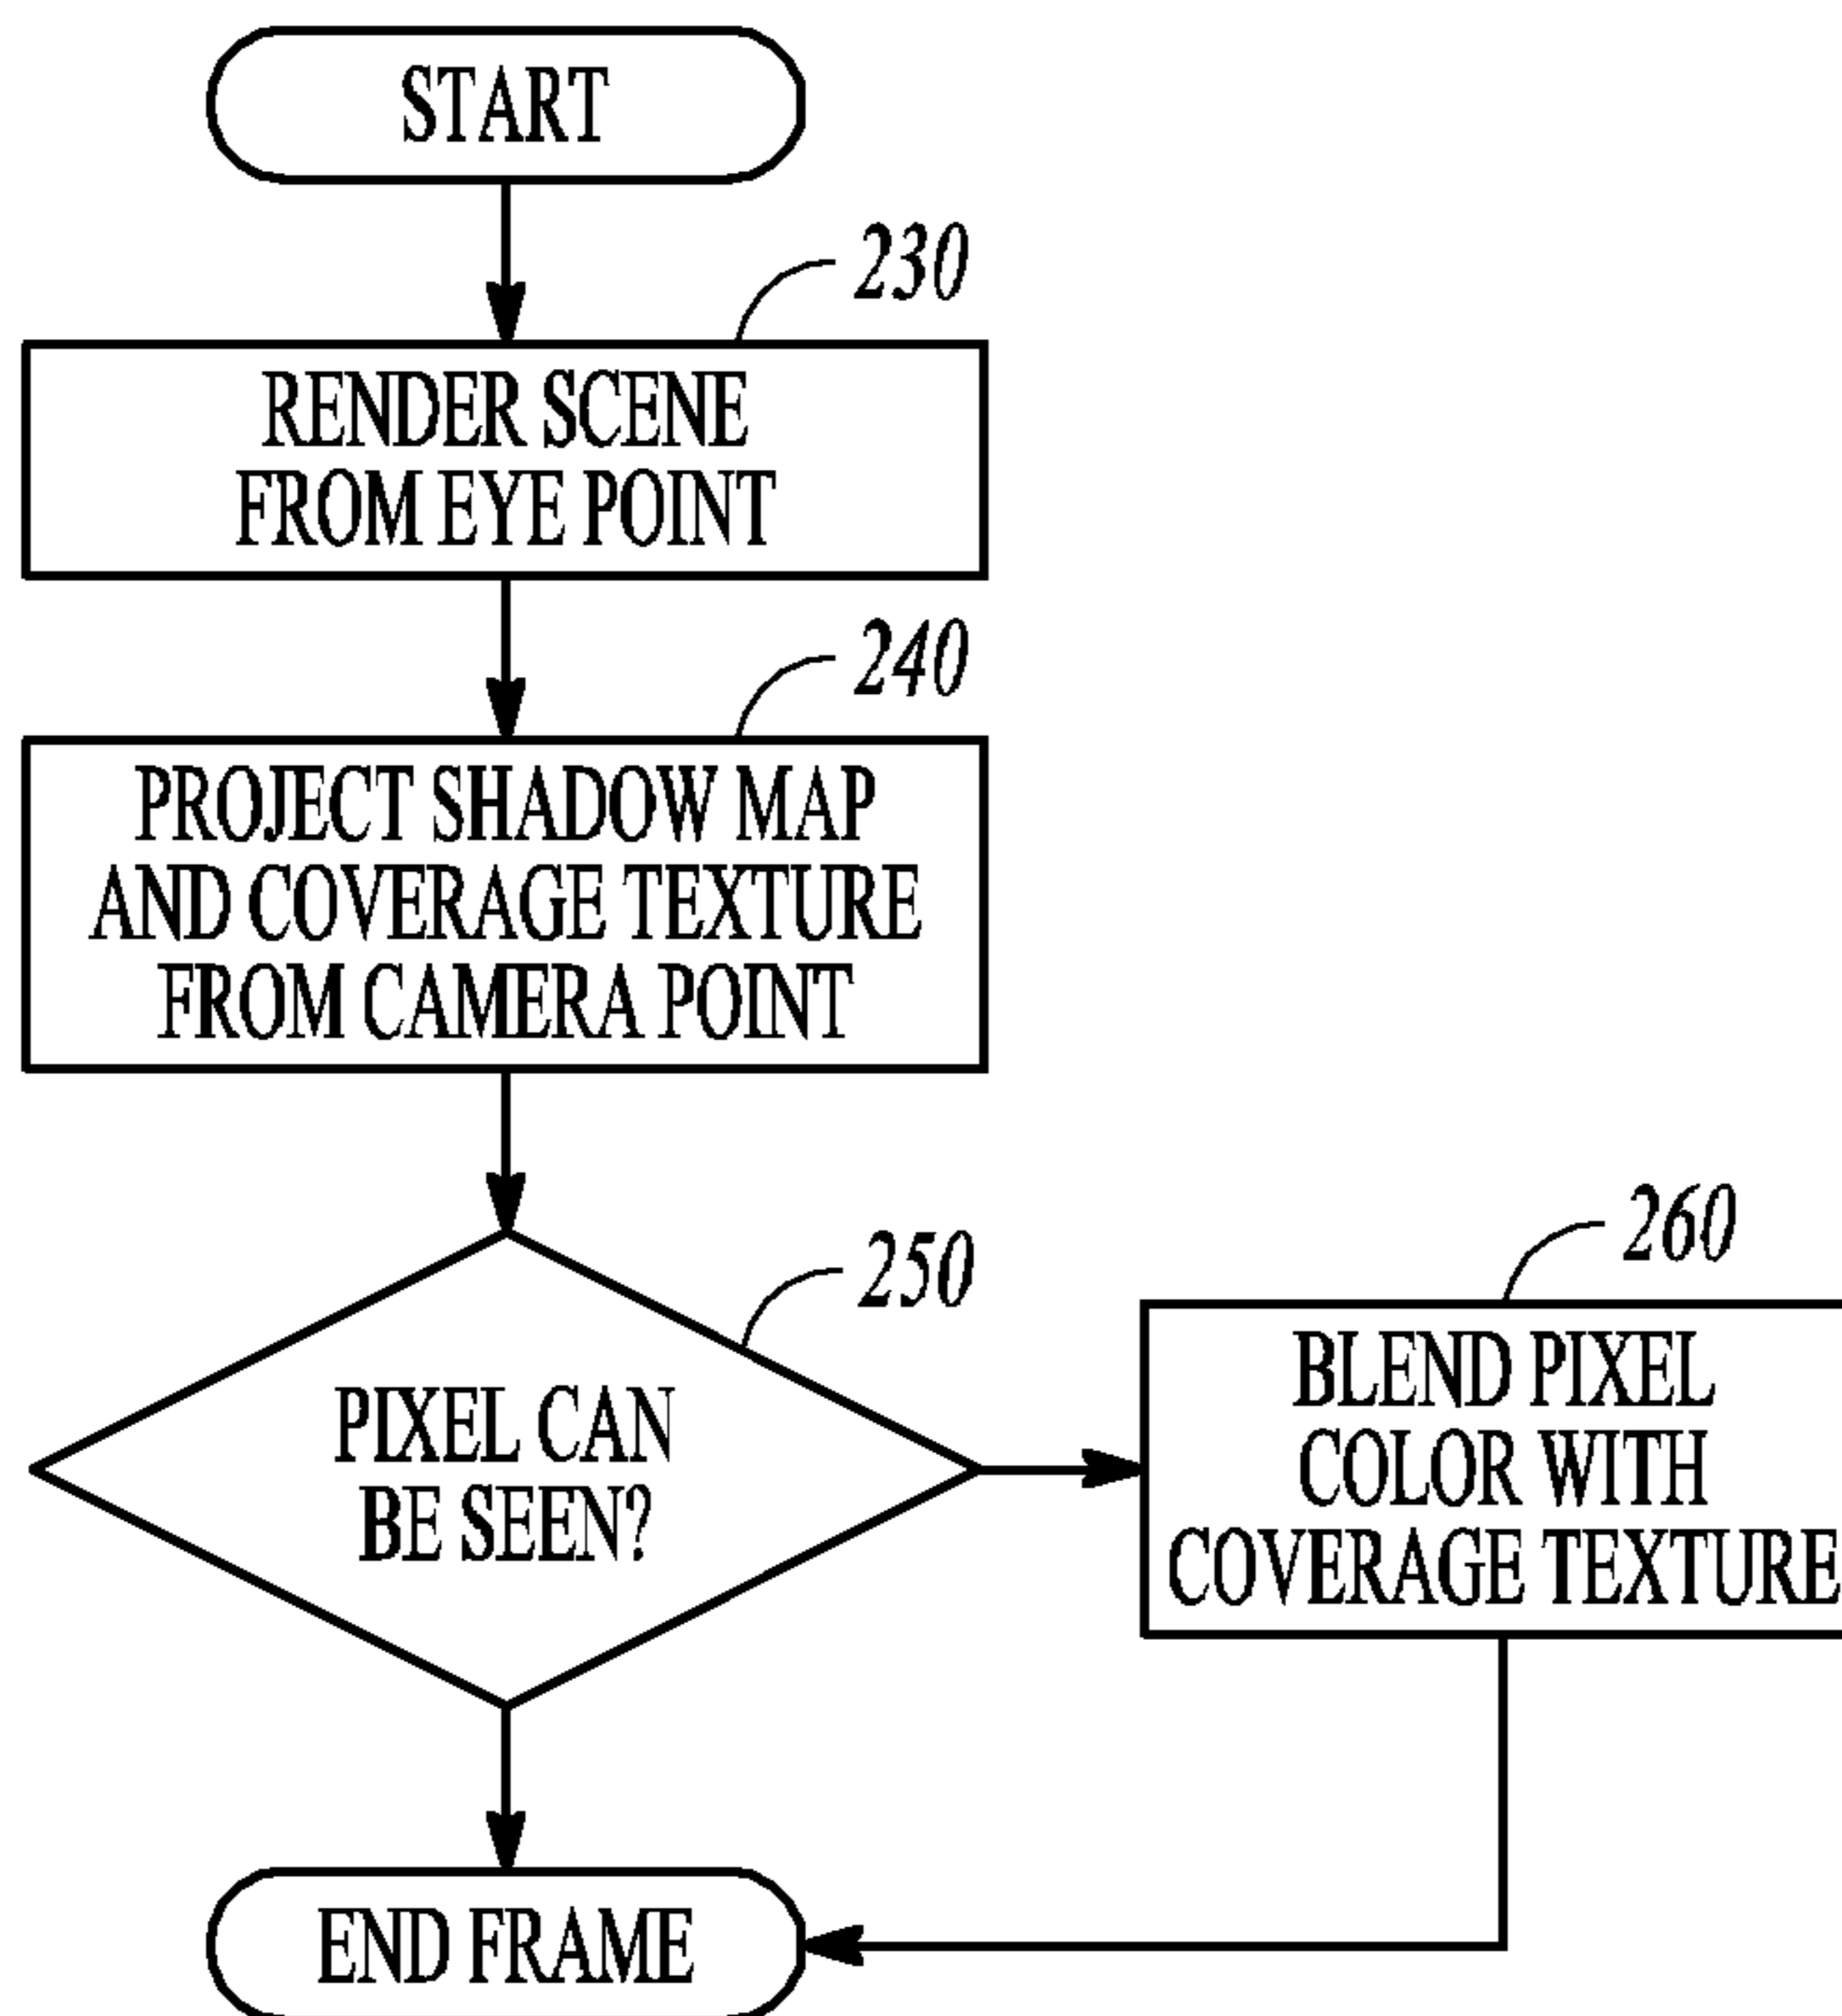 START
230
RENDER SCENE
FROM EYE POINT
240
PROJECT SHADOW MAP
AND COVERAGE TEXTURE
FROM CAMERA POINT
250
PIXEL CAN
BE SEEN?
260
BLEND PIXEL
COLOR WITH
COVERAGE TEXTURE
END FRAME